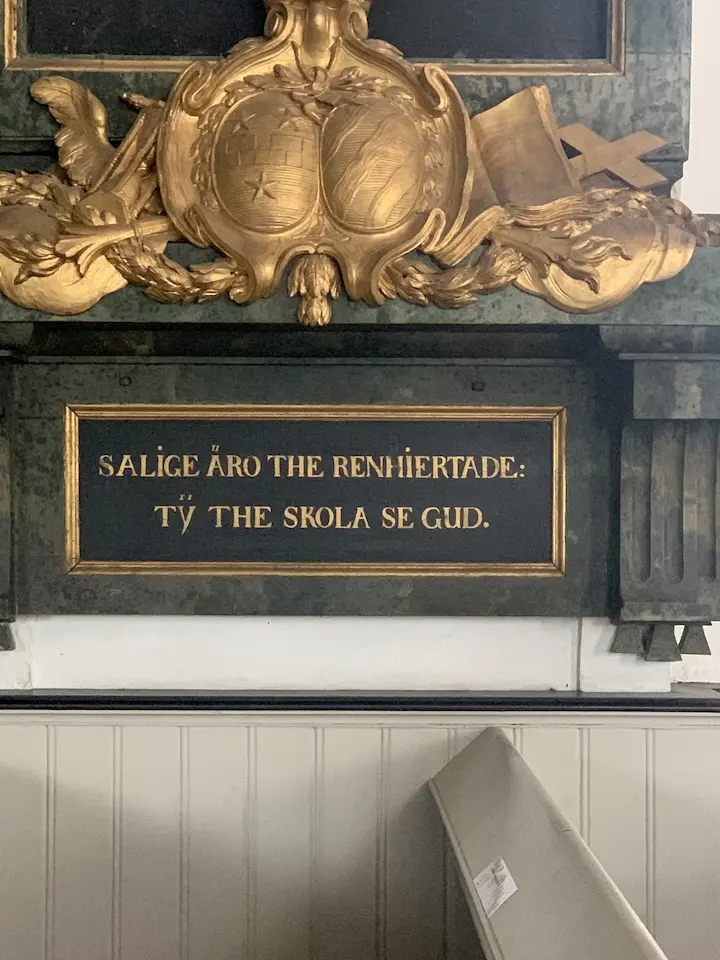 SALIGE ÄRO THE RENHIERTADE:
TŸ THE SKOLA SE GUD.